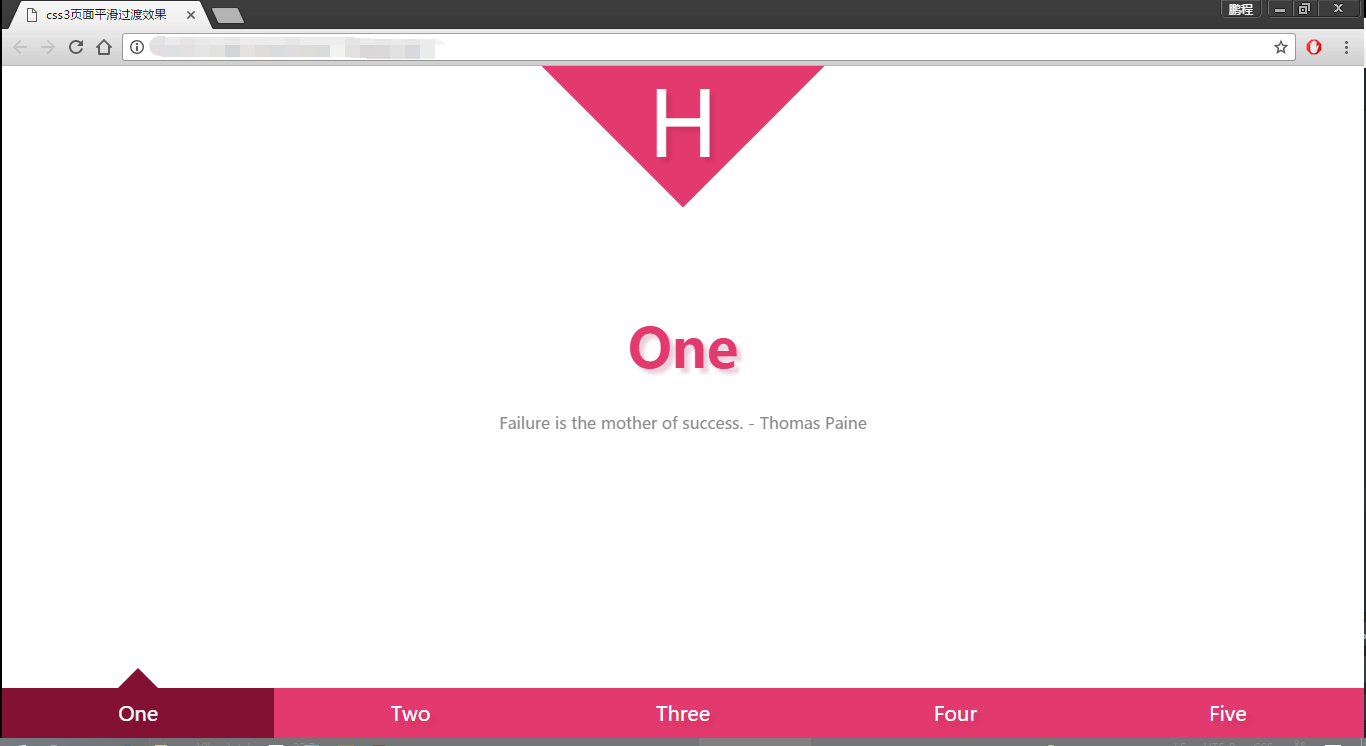 css3页面平滑过渡效果
鹏程
H
One
Failure is the mother of success. - Thomas Paine
One Two Three Four Five